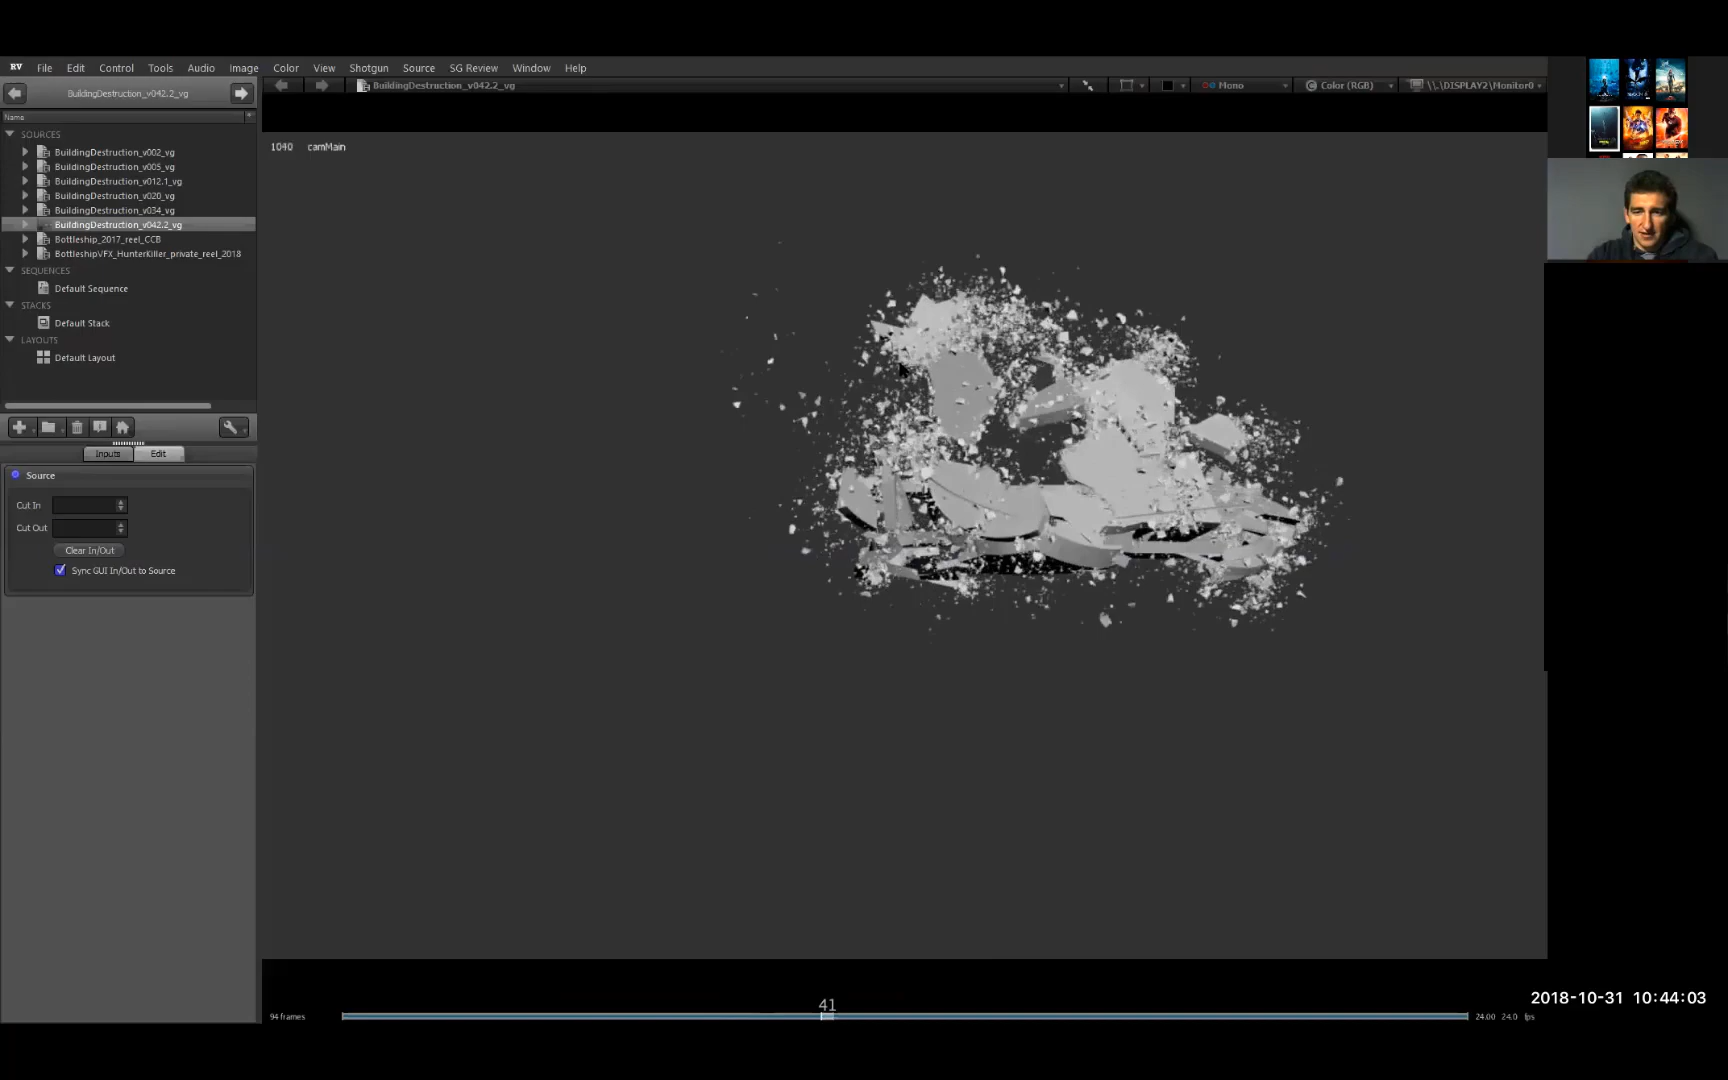 RV File Edit Control Tools Audio Image Color View Shotgun Source SG Review Window Help
BuildingDestruction_v042.2_vg
BuildingDestruction_v042.2_vg Mono Color (RGB) \\.\DISPLAY2\Monitor0
Name
SOURCES
BuildingDestruction_v002_vg
BuildingDestruction_v005_vg
BuildingDestruction_v012.1_vg
BuildingDestruction_v020_vg
BuildingDestruction_v034_vg
BuildingDestruction_v042.2_vg
Bottleship_2017_reel_CCB
BottleshipVFX_HunterKiller_private_reel_2018
SEQUENCES
Default Sequence
STACKS
Default Stack
LAYOUTS
Default Layout
Inputs Edit
Source
Cut In
Cut Out
Clear In/Out
Sync GUI In/Out to Source
1040 camMain
41
94 frames
24.00 24.0 fps
2018-10-31 10:44:03